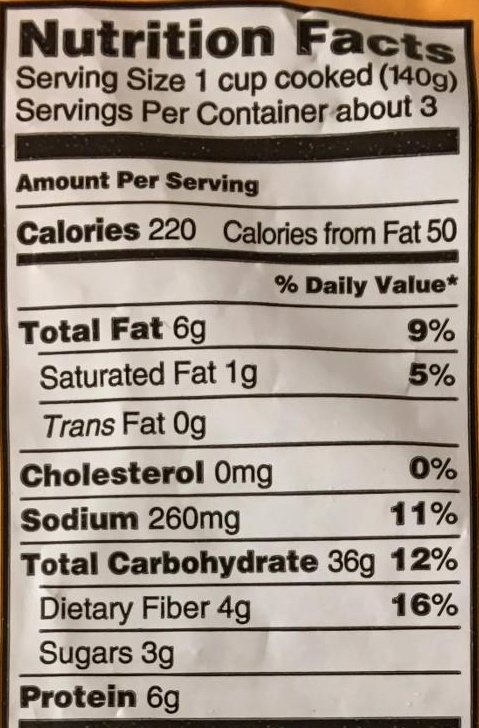 Nutrition Facts
Serving Size 1 cup cooked (140g)
Servings Per Container about 3
Amount Per Serving
Calories 220 Calories from Fat 50
% Daily Value*
Total Fat 6g 9%
Saturated Fat 1g 5%
Trans Fat 0g
Cholesterol 0mg 0%
Sodium 260mg 11%
Total Carbohydrate 36g 12%
Dietary Fiber 4g 16%
Sugars 3g
Protein 6g